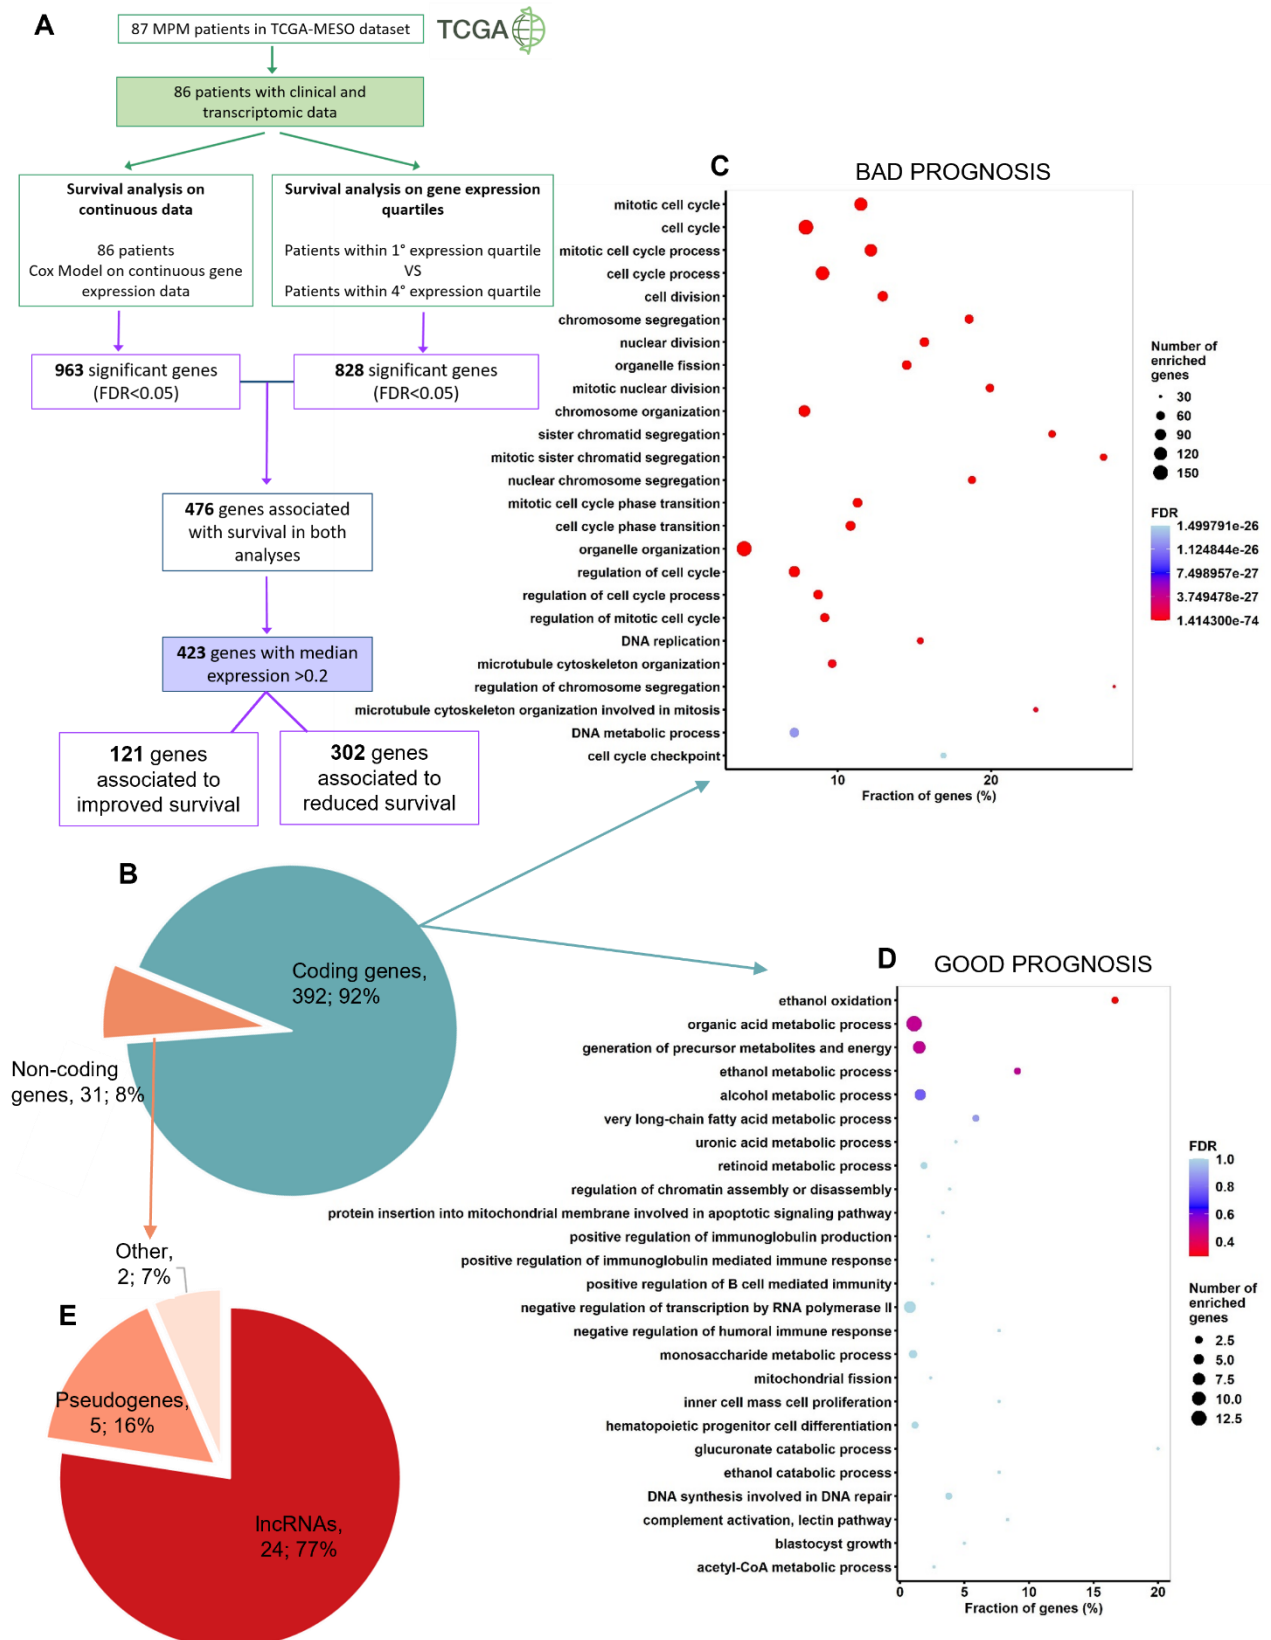 A
87 MPM patients in TCGA-MESO dataset
TCGA
86 patients with clinical and
transcriptomic data
Survival analysis on
continuous data
86 patients
Cox Model on continuous gene
expression data
Survival analysis on gene expression
quartiles
Patients within 1° expression quartile
VS
Patients within 4° expression quartile
963 significant genes
(FDR<0.05)
828 significant genes
(FDR<0.05)
476 genes associated
with survival in both
analyses
423 genes with median
expression >0.2
121 genes
associated to
improved survival
302 genes
associated to
reduced survival
B
Coding genes,
392; 92%
Non-coding
genes, 31; 8%
C
BAD PROGNOSIS
mitotic cell cycle
cell cycle
mitotic cell cycle process
cell cycle process
cell division
chromosome segregation
nuclear division
organelle fission
mitotic nuclear division
chromosome organization
sister chromatid segregation
mitotic sister chromatid segregation
nuclear chromosome segregation
mitotic cell cycle phase transition
cell cycle phase transition
organelle organization
regulation of cell cycle
regulation of cell cycle process
regulation of mitotic cell cycle
DNA replication
microtubule cytoskeleton organization
regulation of chromosome segregation
microtubule cytoskeleton organization involved in mitosis
DNA metabolic process
cell cycle checkpoint
10
20
Fraction of genes (%)
Number of
enriched
genes
30
60
90
120
150
FDR
1.499791e-26
1.124844e-26
7.498957e-27
3.749478e-27
1.414300e-74
D
GOOD PROGNOSIS
ethanol oxidation
organic acid metabolic process
generation of precursor metabolites and energy
ethanol metabolic process
alcohol metabolic process
very long-chain fatty acid metabolic process
uronic acid metabolic process
retinoid metabolic process
regulation of chromatin assembly or disassembly
protein insertion into mitochondrial membrane involved in apoptotic signaling pathway
positive regulation of immunoglobulin production
positive regulation of immunoglobulin mediated immune response
positive regulation of B cell mediated immunity
negative regulation of transcription by RNA polymerase II
negative regulation of humoral immune response
monosaccharide metabolic process
mitochondrial fission
inner cell mass cell proliferation
hematopoietic progenitor cell differentiation
glucuronate catabolic process
ethanol catabolic process
DNA synthesis involved in DNA repair
complement activation, lectin pathway
blastocyst growth
acetyl-CoA metabolic process
0
5
10
15
20
Fraction of genes (%)
FDR
1.0
0.8
0.6
0.4
Number of
enriched
genes
2.5
5.0
7.5
10.0
12.5
E
Other,
2; 7%
Pseudogenes,
5; 16%
lncRNAs,
24; 77%